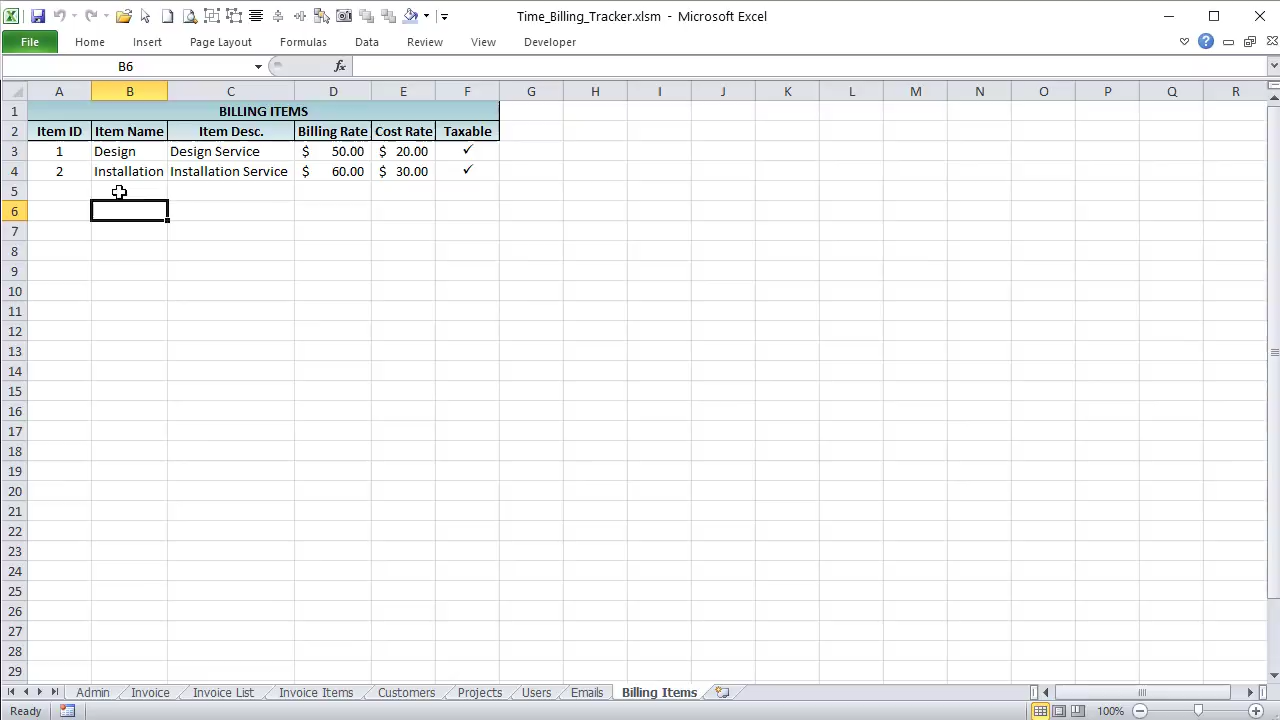 Time_Billing_Tracker.xlsm - Microsoft Excel
File Home Insert Page Layout Formulas Data Review View Developer
B6 fx
A B C D E F G H I J K L M N O P Q R
1 BILLING ITEMS
2 Item ID Item Name Item Desc. Billing Rate Cost Rate Taxable
3 1 Design Design Service $ 50.00 $ 20.00 ✓
4 2 Installation Installation Service $ 60.00 $ 30.00 ✓
5
6
7
8
9
10
11
12
13
14
15
16
17
18
19
20
21
22
23
24
25
26
27
28
29
Admin Invoice Invoice List Invoice Items Customers Projects Users Emails Billing Items
Ready 100%